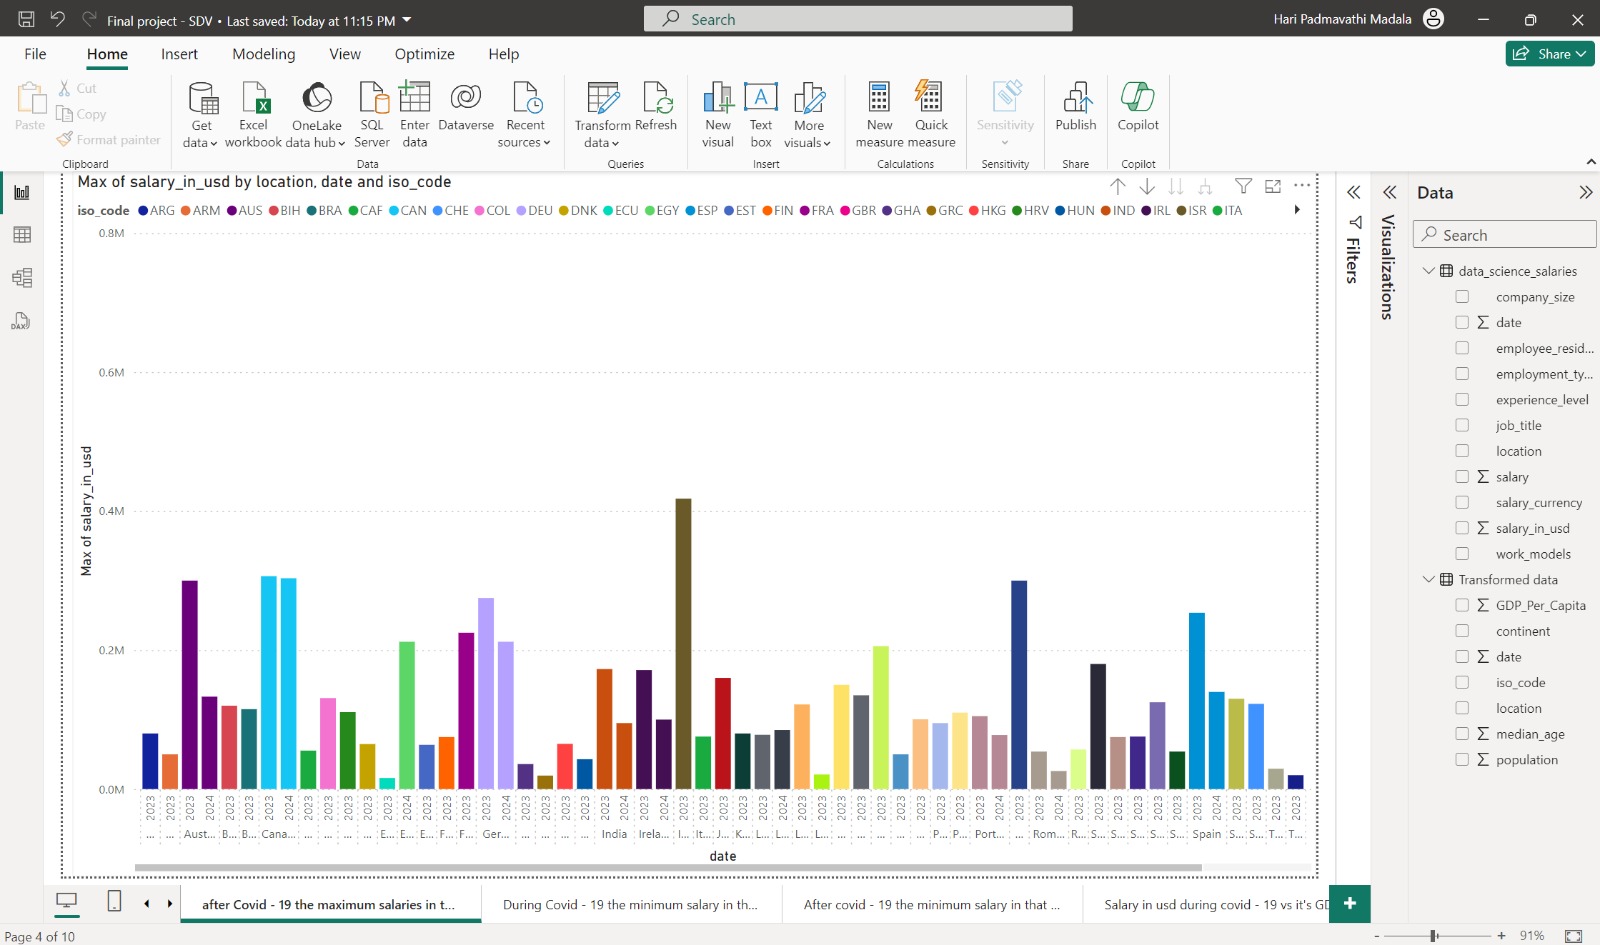 Final project - SDV • Last saved: Today at 11:15 PM
Search
Hari Padmavathi Madala
File Home Insert Modeling View Optimize Help
Share
Paste
Cut
Copy
Format painter
Clipboard
Get data
Excel workbook
OneLake data hub
SQL Server
Enter data
Dataverse
Recent sources
Data
Transform data
Refresh
Queries
New visual
Text box
More visuals
Insert
New measure
Quick measure
Calculations
Sensitivity
Sensitivity
Publish
Share
Copilot
Copilot
Max of salary_in_usd by location, date and iso_code
iso_code ARG ARM AUS BIH BRA CAF CAN CHE COL DEU DNK ECU EGY ESP EST FIN FRA GBR GHA GRC HKG HRV HUN IND IRL ISR ITA
0.8M
0.6M
0.4M
0.2M
0.0M
Max of salary_in_usd
2023 2023 2023 2024 2023 2023 2023 2024 2023 2023 2023 2023 2023 2024 2023 2023 2023 2023 2024 2023 2023 2023 2023 2023 2024 2023 2024 2023 2023 2023 2023 2023 2024 2023 2023 2023 2023 2023 2023 2023 2023 2023 2023 2024 2023 2023 2024 2023 2023 2023 2023 2023 2023 2023 2024 2023 2023 2023 2023
... ... Aust... B... B... Cana... ... ... ... ... E... E... E... F... F... Ger... ... ... ... ... India Irela... I... It... J... K... L... L... L... L... ... ... ... ... ... P... P... Port... ... Rom... R... S... S... S... S... S... Spain S... S... T... T...
date
Filters
Visualizations
Data
Search
data_science_salaries
company_size
date
employee_resid...
employment_ty...
experience_level
job_title
location
salary
salary_currency
salary_in_usd
work_models
Transformed data
GDP_Per_Capita
continent
date
iso_code
location
median_age
population
after Covid - 19 the maximum salaries in t...
During Covid - 19 the minimum salary in th...
After covid - 19 the minimum salary in that ...
Salary in usd during covid - 19 vs it's GD
Page 4 of 10
- + 91%